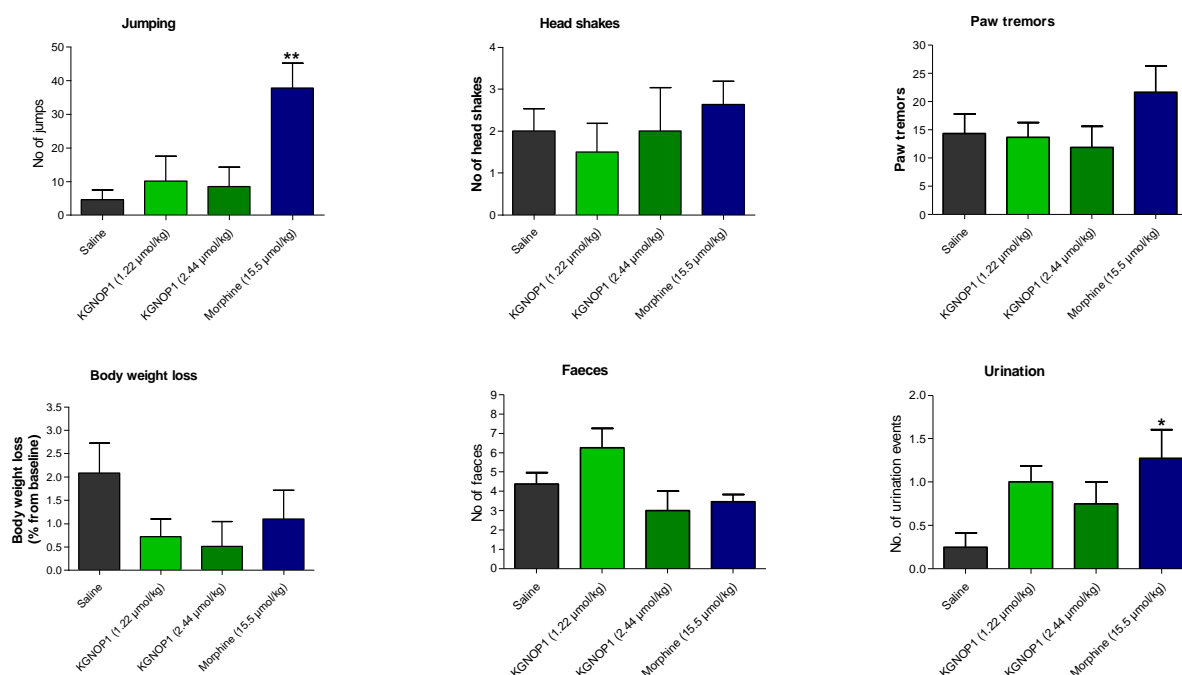 Jumping
No of jumps
50
40
30
20
10
0
**
Saline
KGNOP1 (1.22 µmol/kg)
KGNOP1 (2.44 µmol/kg)
Morphine (15.5 µmol/kg)
Head shakes
No of head shakes
4
3
2
1
0
Saline
KGNOP1 (1.22 µmol/kg)
KGNOP1 (2.44 µmol/kg)
Morphine (15.5 µmol/kg)
Paw tremors
Paw tremors
30
25
20
15
10
5
0
Saline
KGNOP1 (1.22 µmol/kg)
KGNOP1 (2.44 µmol/kg)
Morphine (15.5 µmol/kg)
Body weight loss
Body weight loss
(% from baseline)
3.5
3.0
2.5
2.0
1.5
1.0
0.5
0.0
Saline
KGNOP1 (1.22 µmol/kg)
KGNOP1 (2.44 µmol/kg)
Morphine (15.5 µmol/kg)
Faeces
No of faeces
9
8
7
6
5
4
3
2
1
0
Saline
KGNOP1 (1.22 µmol/kg)
KGNOP1 (2.44 µmol/kg)
Morphine (15.5 µmol/kg)
Urination
No. of urination events
2.0
1.5
1.0
0.5
0.0
*
Saline
KGNOP1 (1.22 µmol/kg)
KGNOP1 (2.44 µmol/kg)
Morphine (15.5 µmol/kg)